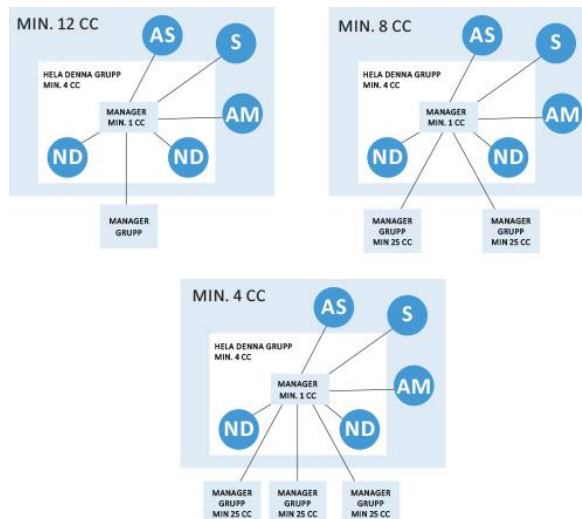 MIN. 12 CC
AS
S
HELA DENNA GRUPP
MIN. 4 CC
MANAGER
MIN. 1 CC
AM
ND
ND
MANAGER
GRUPP
MIN. 8 CC
AS
S
HELA DENNA GRUPP
MIN. 4 CC
MANAGER
MIN. 1 CC
AM
ND
ND
MANAGER
GRUPP
MIN 25 CC
MANAGER
GRUPP
MIN 25 CC
MIN. 4 CC
AS
S
HELA DENNA GRUPP
MIN. 4 CC
MANAGER
MIN. 1 CC
AM
ND
ND
MANAGER
GRUPP
MIN 25 CC
MANAGER
GRUPP
MIN 25 CC
MANAGER
GRUPP
MIN 25 CC